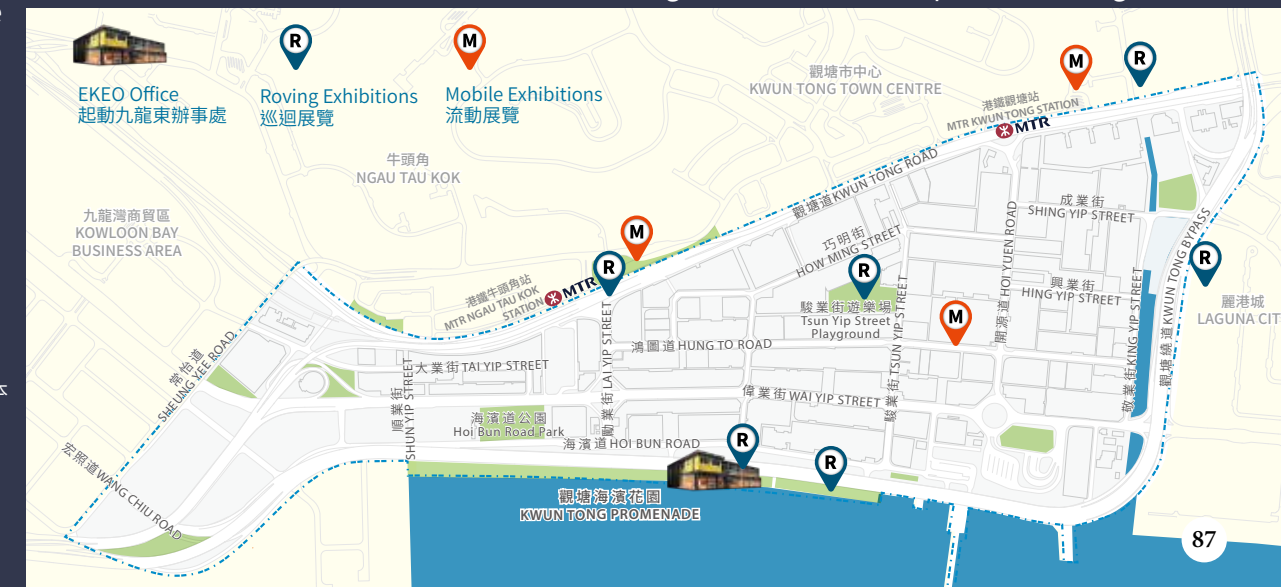 R
M
EKEO Office
起動九龍東辦事處
Roving Exhibitions
巡迴展覽
Mobile Exhibitions
流動展覽
觀塘市中心
KWUN TONG TOWN CENTRE
M
R
港鐵觀塘站
MTR KWUN TONG STATION
MTR
牛頭角
NGAU TAU KOK
九龍灣商貿區
KOWLOON BAY
BUSINESS AREA
觀塘道 KWUN TONG ROAD
成業街
SHING YIP STREET
巧明街
HOW MING STREET
M
R
港鐵牛頭角站
MTR NGAU TAU KOK
STATION
MTR
R
駿業街遊樂場
Tsun Yip Street
Playground
駿業街 TSUN YIP STREET
開源道 HOI YUEN ROAD
興業街
HING YIP STREET
敬業街 KING YIP STREET
觀塘繞道 KWUN TONG BYPASS
R
麗港城
LAGUNA CIT
M
鴻圖道 HUNG TO ROAD
常怡道
SHEUNG YEE ROAD
大業街 TAI YIP STREET
順業街
SHUN YIP STREET
勵業街 LAI YIP STREET
偉業街 WAI YIP STREET
海濱道公園
Hoi Bun Road Park
海濱道 HOI BUN ROAD
R
R
宏照道 WANG CHIU ROAD
觀塘海濱花園
KWUN TONG PROMENADE
87